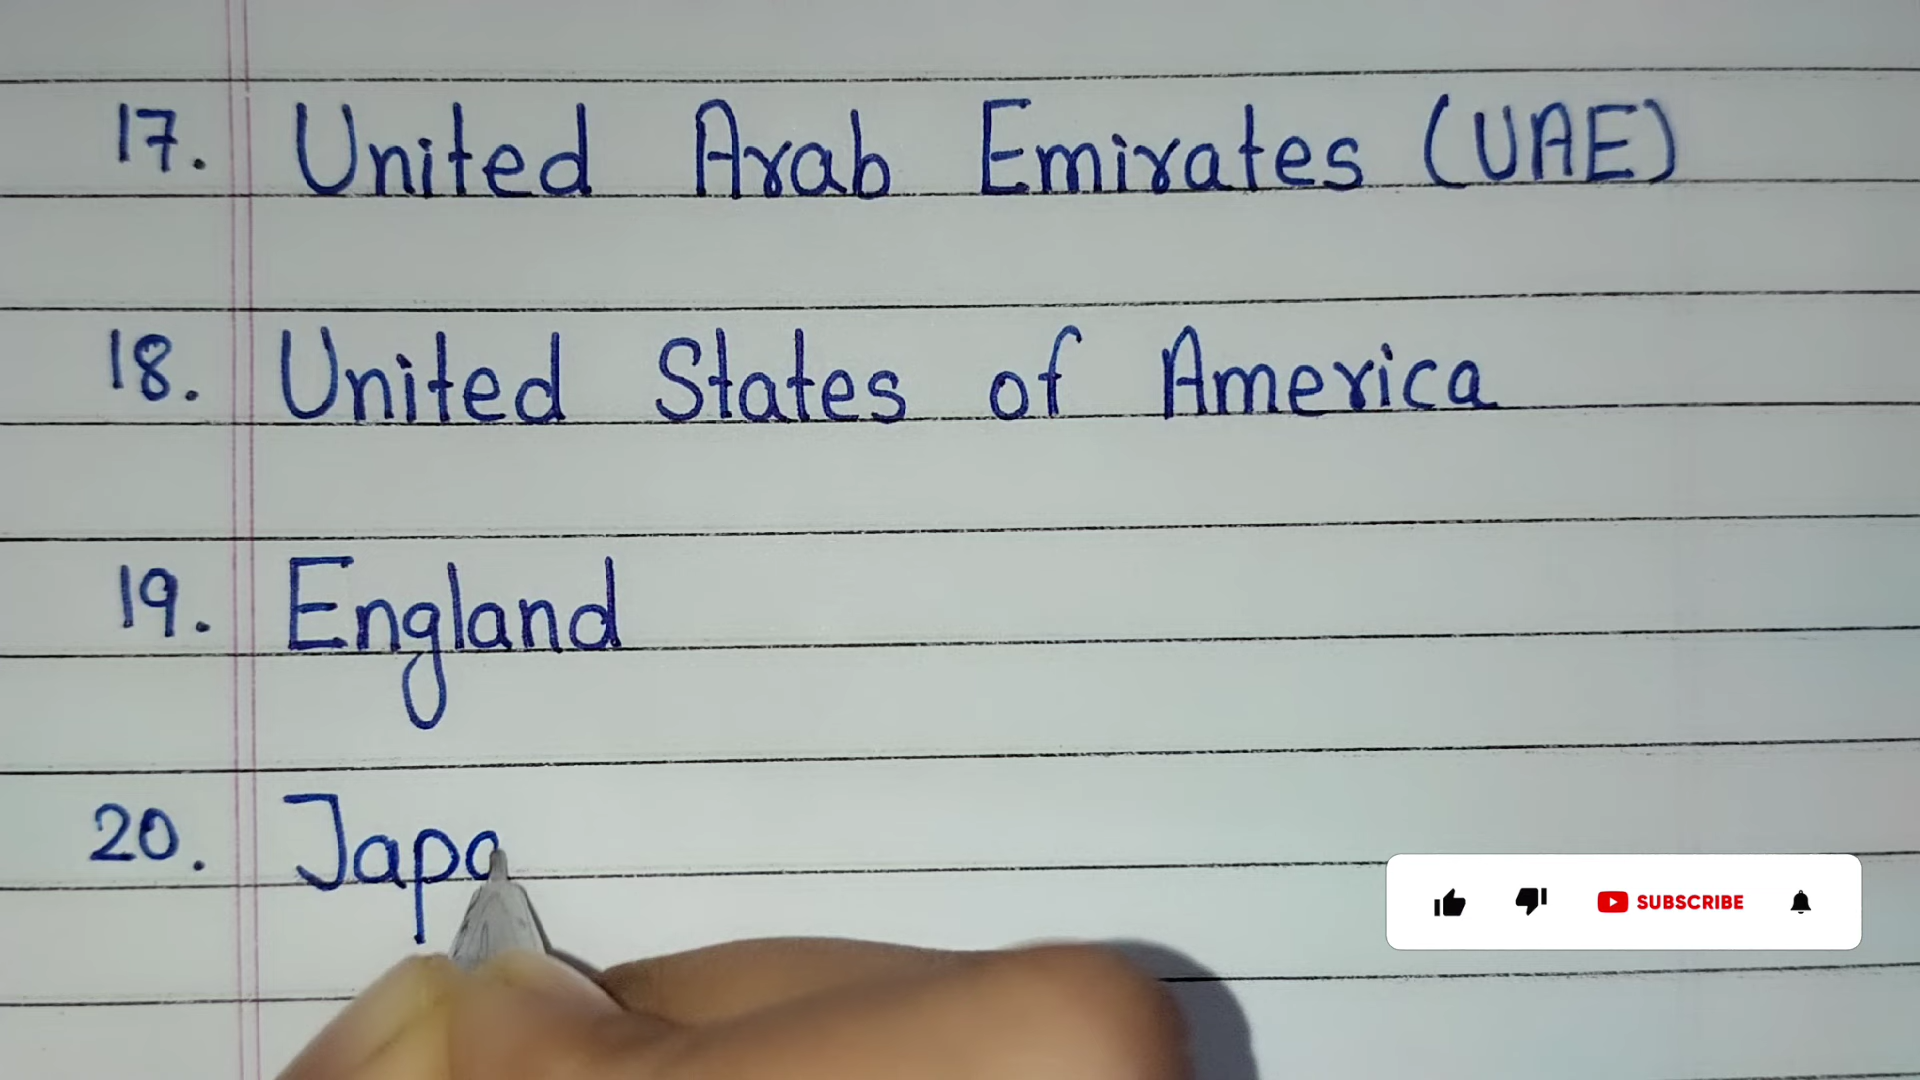 17. United Arab Emirates (UAE)
18. United States of America
19. England
20. Japa
SUBSCRIBE